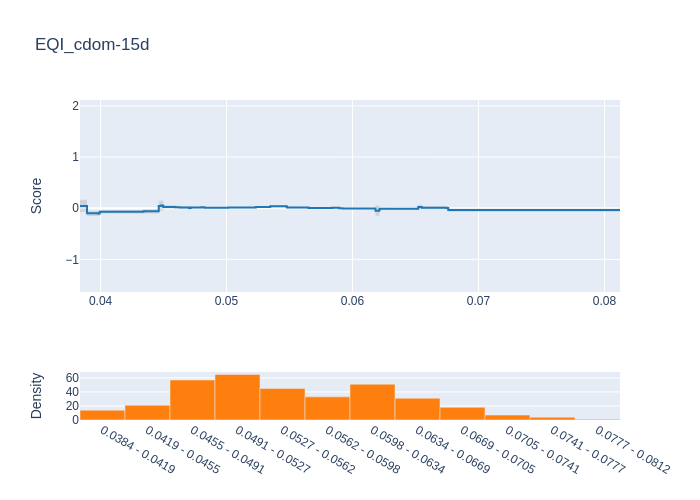 EQI_cdom-15d
Score
2
1
0
−1
0.04
0.05
0.06
0.07
0.08
Density
60
40
20
0
0.0384 - 0.0419
0.0419 - 0.0455
0.0455 - 0.0491
0.0491 - 0.0527
0.0527 - 0.0562
0.0562 - 0.0598
0.0598 - 0.0634
0.0634 - 0.0669
0.0669 - 0.0705
0.0705 - 0.0741
0.0741 - 0.0777
0.0777 - 0.0812